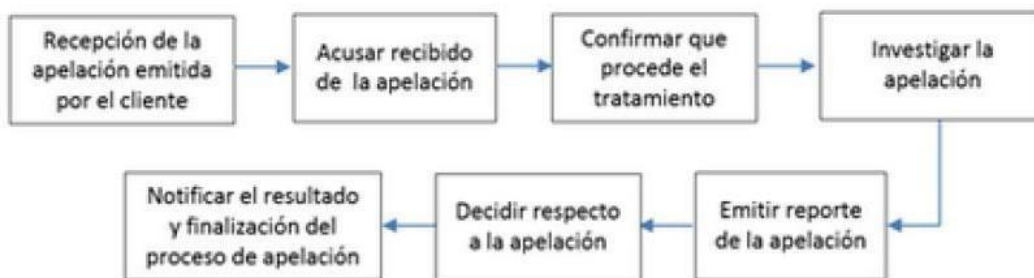 Recepción de la
apelación emitida
por el cliente
Acusar recibido
de la apelación
Confirmar que
procede el
tratamiento
Investigar la
apelación
Emitir reporte
de la apelación
Decidir respecto
a la apelación
Notificar el resultado
y finalización del
proceso de apelación